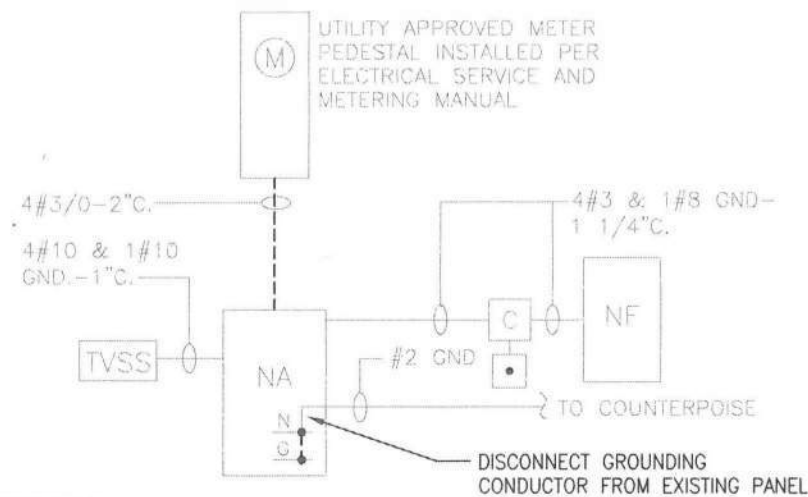 UTILITY APPROVED METER
PEDESTAL INSTALLED PER
ELECTRICAL SERVICE AND
METERING MANUAL
M
4#3/0-2"C.
4#10 & 1#10
GND.-1"C.
4#3 & 1#8 GND-
1 1/4"C.
TVSS
NA
C
NF
#2 GND
N
G
TO COUNTERPOISE
DISCONNECT GROUNDING
CONDUCTOR FROM EXISTING PANEL